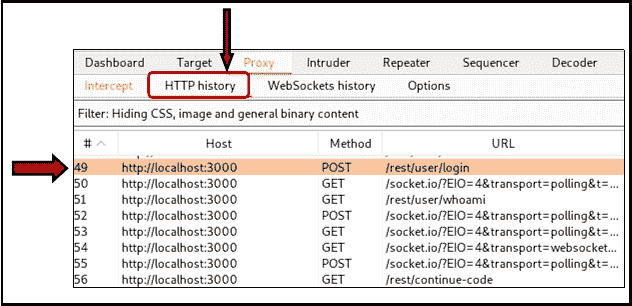 Dashboard Target Proxy Intruder Repeater Sequencer Decoder
Intercept HTTP history WebSockets history Options
Filter: Hiding CSS, image and general binary content
# Host Method URL
49 http://localhost:3000 POST /rest/user/login
50 http://localhost:3000 GET /socket.io/?EIO=4&transport=polling&t=...
51 http://localhost:3000 GET /rest/user/whoami
52 http://localhost:3000 POST /socket.io/?EIO=4&transport=polling&t=...
53 http://localhost:3000 GET /socket.io/?EIO=4&transport=polling&t=...
54 http://localhost:3000 GET /socket.io/?EIO=4&transport=websocket...
55 http://localhost:3000 POST /socket.io/?EIO=4&transport=polling&t=...
56 http://localhost:3000 GET /rest/continue-code